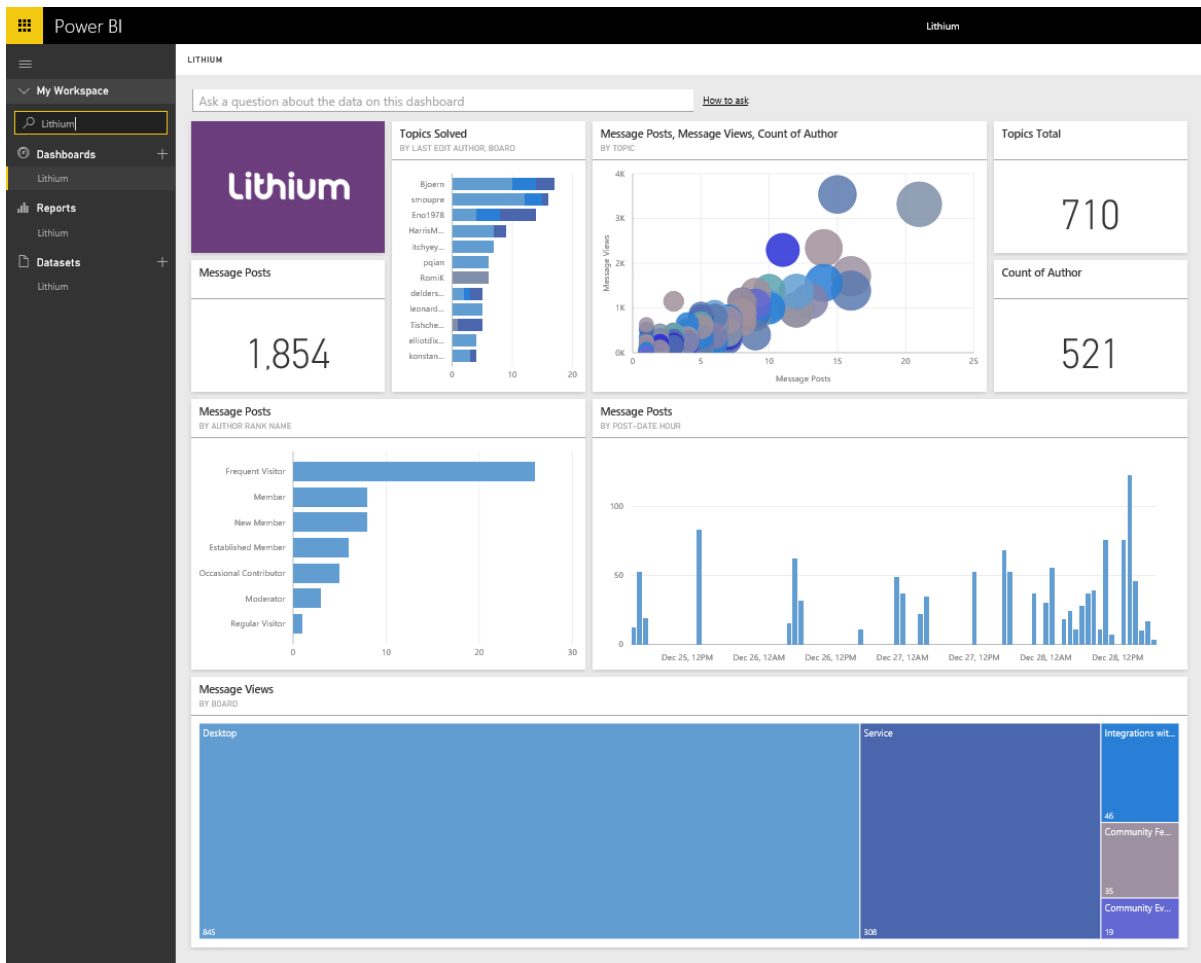 Power BI
Lithium
LITHIUM
My Workspace
Lithium
Dashboards
Lithium
Reports
Lithium
Datasets
Lithium
Ask a question about the data on this dashboard
How to ask
Lithium
Message Posts
1,854
Topics Solved
BY LAST EDIT AUTHOR, BOARD
Bjoern
smoupre
Eno1978
HarrisM...
itchyey...
pqian
RomiK
delders...
leonard...
Tishche...
elliotdix...
konstan...
0 10 20
Message Posts, Message Views, Count of Author
BY TOPIC
Message Views
4K
3K
2K
1K
0K
0 5 10 15 20 25
Message Posts
Topics Total
710
Count of Author
521
Message Posts
BY AUTHOR RANK NAME
Frequent Visitor
Member
New Member
Established Member
Occasional Contributor
Moderator
Regular Visitor
0 10 20 30
Message Posts
BY POST-DATE HOUR
100
50
0
Dec 25, 12PM Dec 26, 12AM Dec 26, 12PM Dec 27, 12AM Dec 27, 12PM Dec 28, 12AM Dec 28, 12PM
Message Views
BY BOARD
Desktop
845
Service
308
Integrations wit...
46
Community Fe...
35
Community Ev...
19